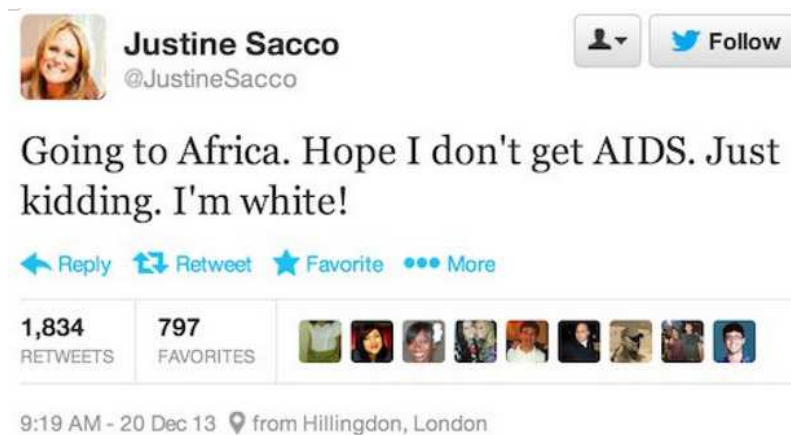 Justine Sacco
@JustineSacco
Follow
Going to Africa. Hope I don't get AIDS. Just
kidding. I'm white!
Reply Retweet Favorite More
1,834 797
RETWEETS FAVORITES
9:19 AM - 20 Dec 13 from Hillingdon, London